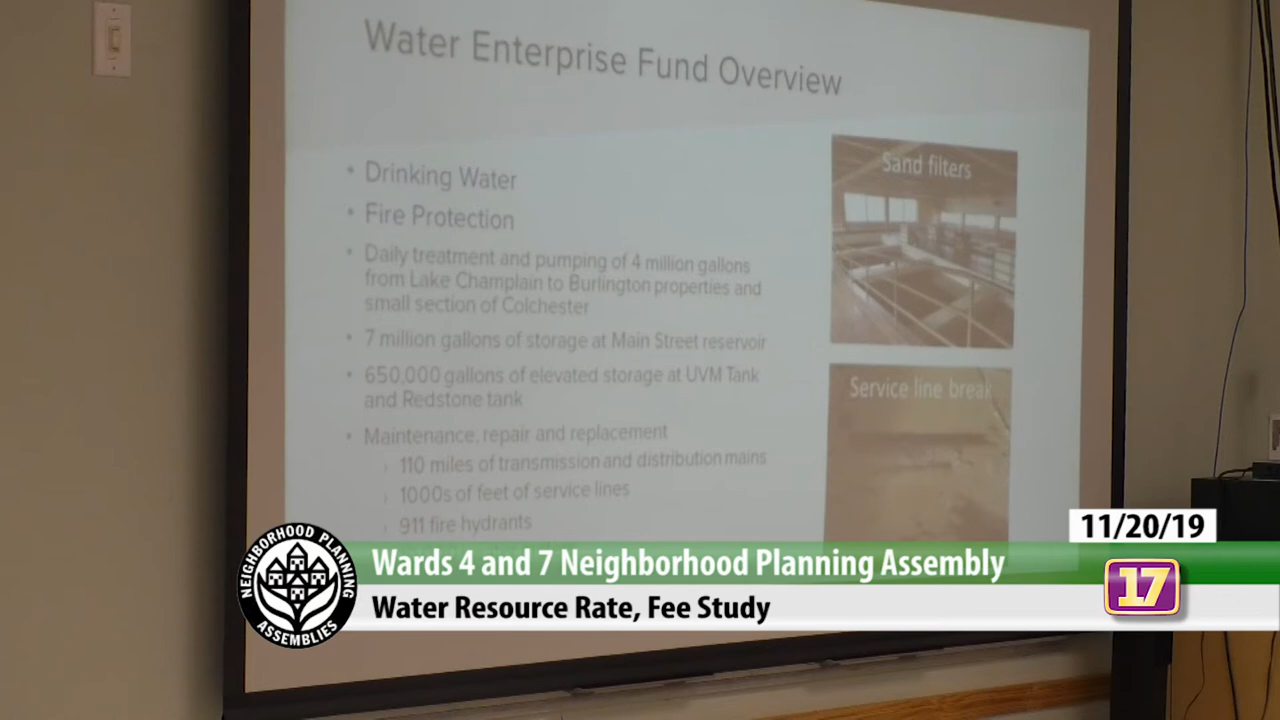 Water Enterprise Fund Overview
• Drinking Water
• Fire Protection
• Daily treatment and pumping of 4 million gallons
from Lake Champlain to Burlington properties and
small section of Colchester
• 7 million gallons of storage at Main Street reservoir
• 650,000 gallons of elevated storage at UVM Tank
and Redstone tank
• Maintenance, repair and replacement
› 110 miles of transmission and distribution mains
› 1000s of feet of service lines
› 911 fire hydrants
Sand filters
Service line break
11/20/19
NEIGHBORHOOD PLANNING
ASSEMBLIES
Wards 4 and 7 Neighborhood Planning Assembly
Water Resource Rate, Fee Study
17